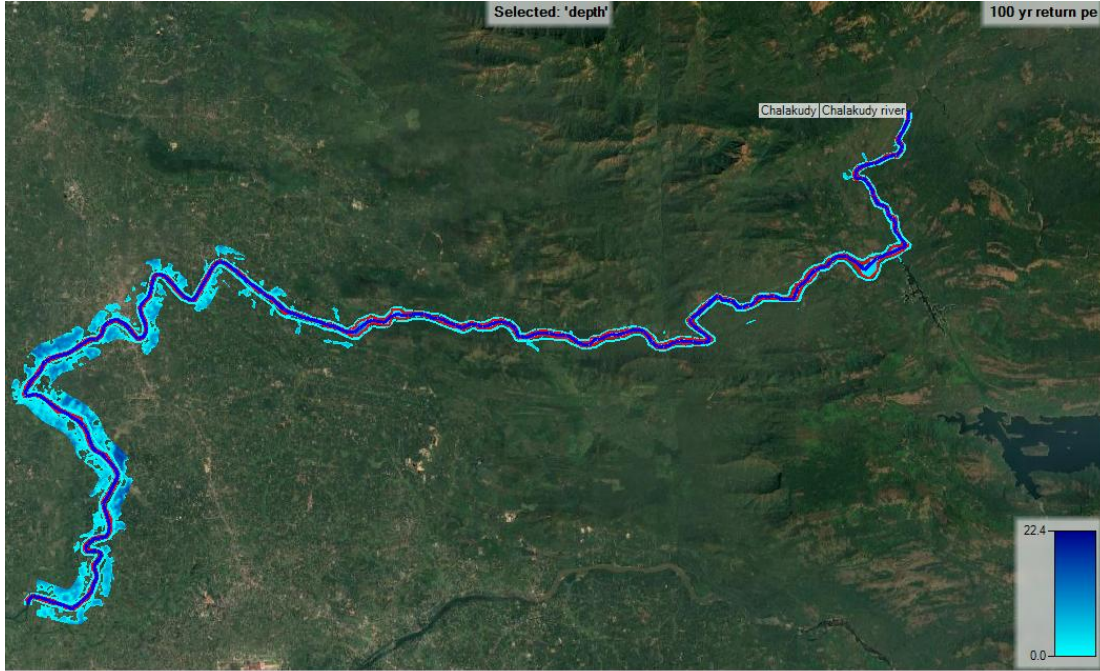 Selected: 'depth'
100 yr return pe
Chalakudy Chalakudy river
22.4
0.0